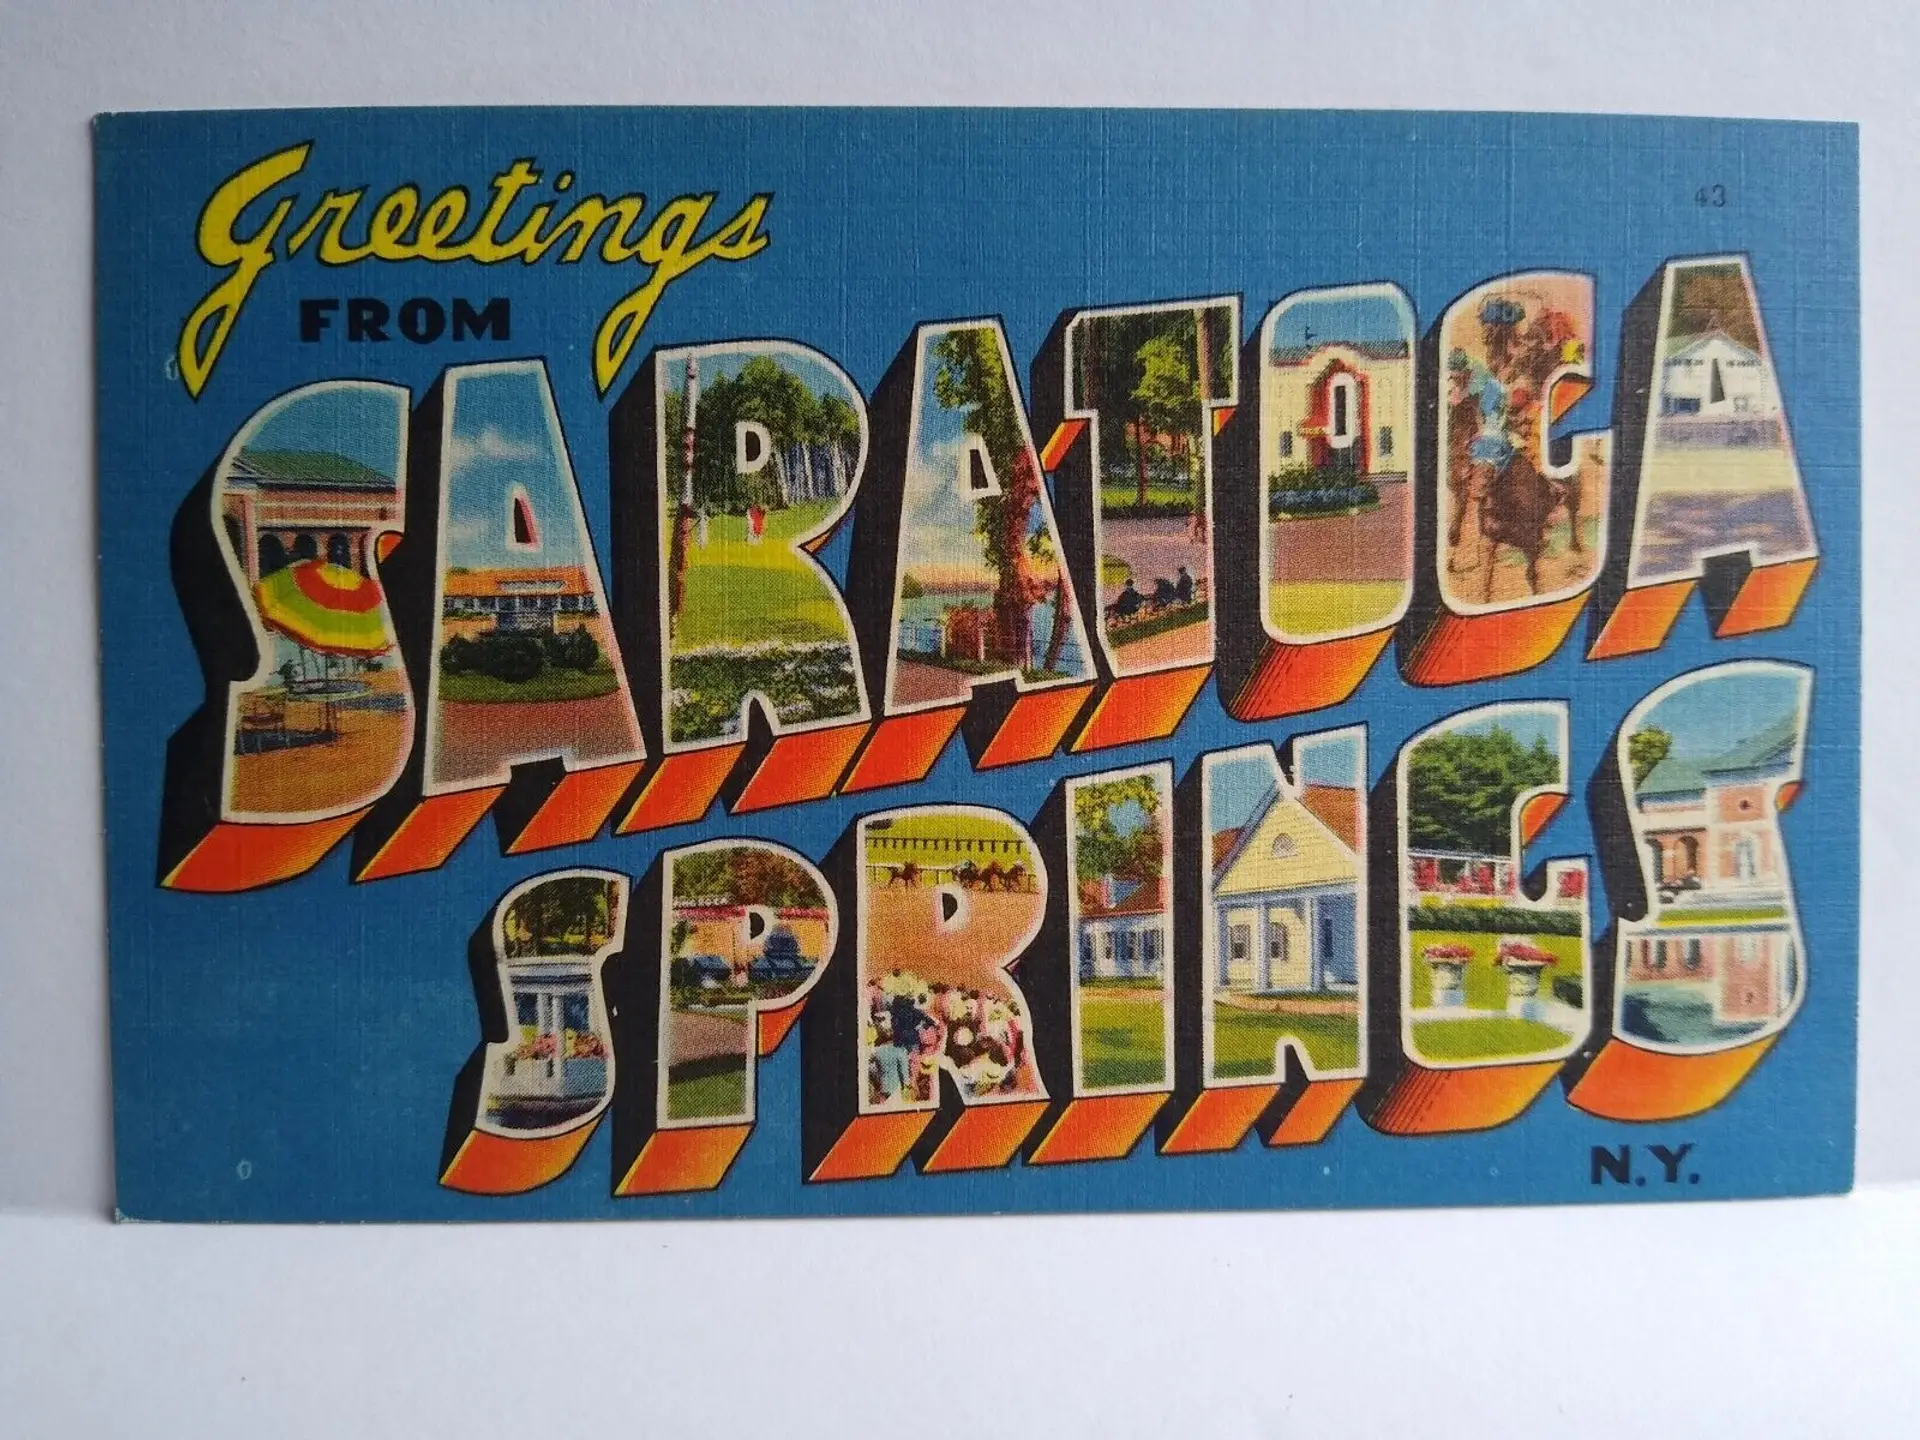 43
Greetings
FROM
SARATOGA
SPRINGS
N.Y.